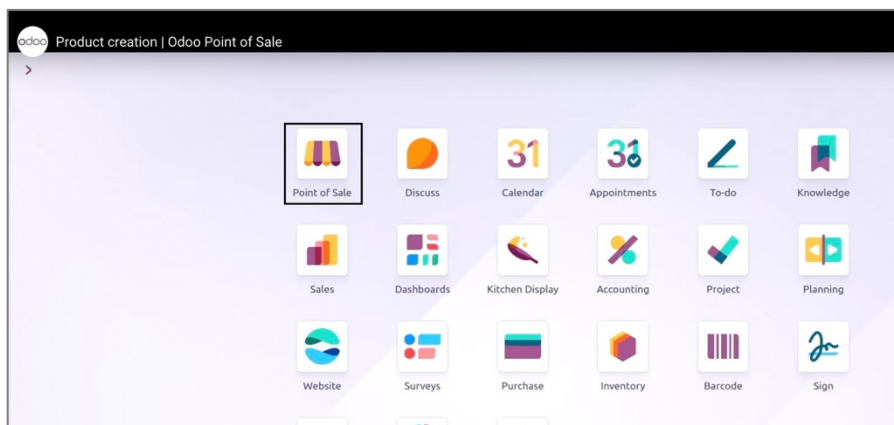 odoo Product creation | Odoo Point of Sale
31 31
Point of Sale Discuss Calendar Appointments To-do Knowledge
Sales Dashboards Kitchen Display Accounting Project Planning
Website Surveys Purchase Inventory Barcode Sign